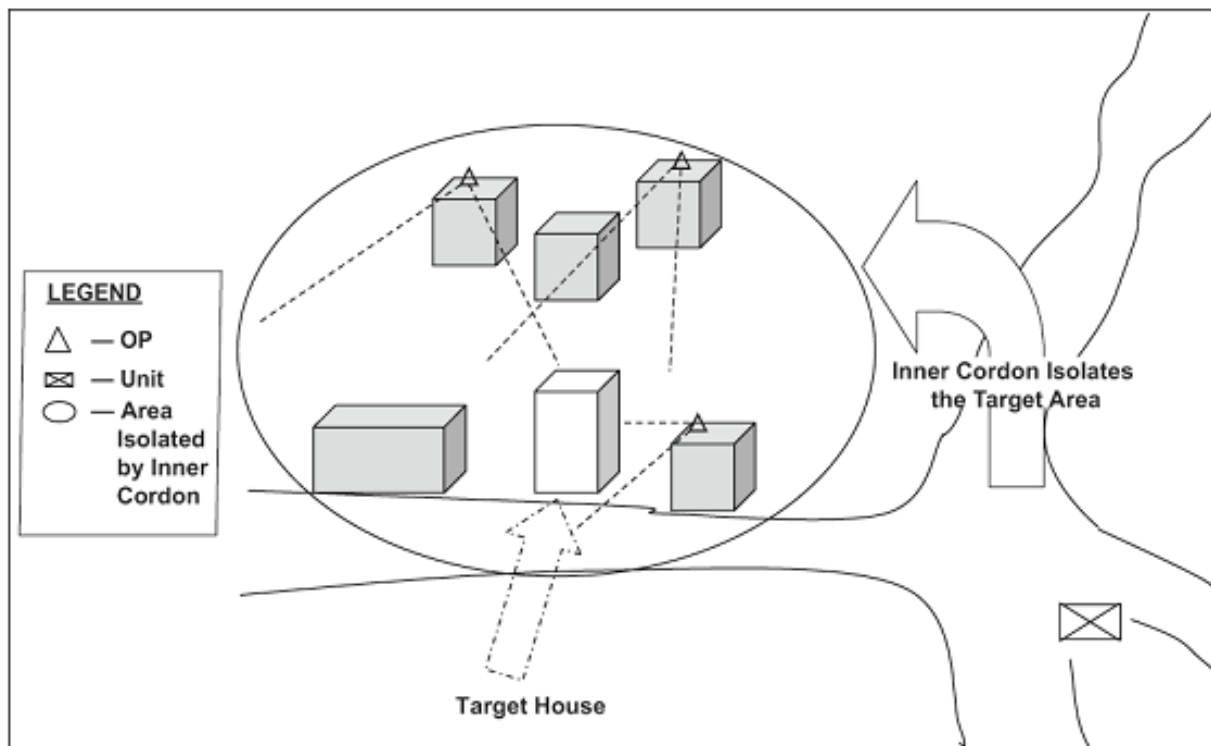 LEGEND
— OP
— Unit
— Area
Isolated
by Inner
Cordon
Inner Cordon Isolates
the Target Area
Target House